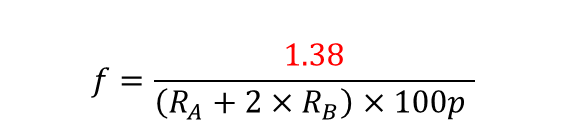 f = 1.38 / ((R_A + 2 × R_B) × 100p)